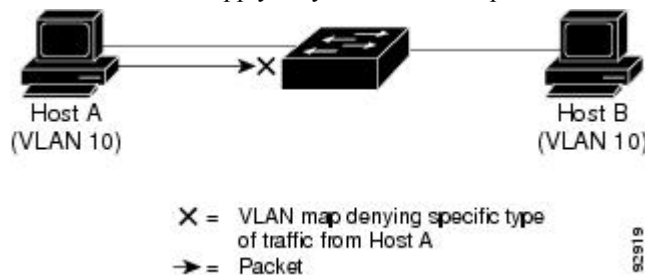 Host A
(VLAN 10)
Host B
(VLAN 10)
X = VLAN map denying specific type
of traffic from Host A
→ = Packet
92919